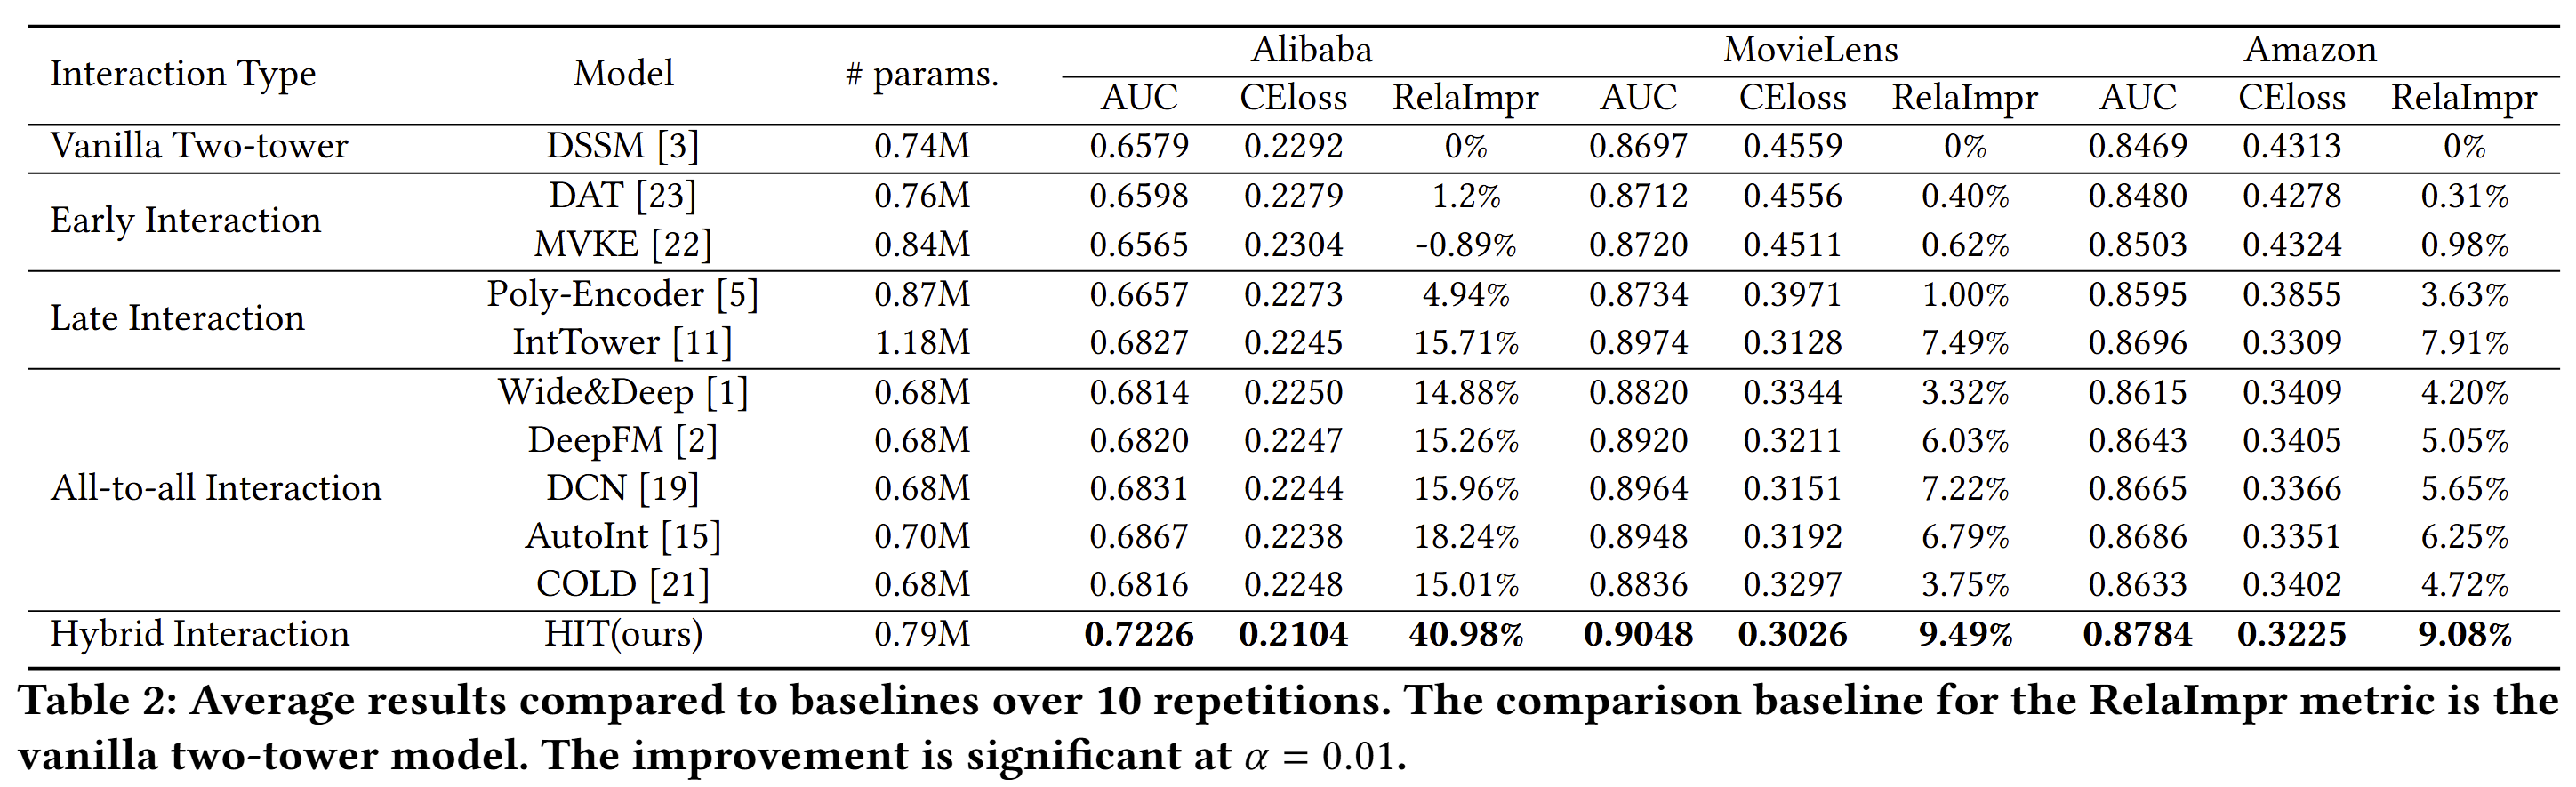 Interaction Type Model # params. Alibaba MovieLens Amazon
AUC CEloss RelaImpr AUC CEloss RelaImpr AUC CEloss RelaImpr
Vanilla Two-tower DSSM [3] 0.74M 0.6579 0.2292 0% 0.8697 0.4559 0% 0.8469 0.4313 0%
Early Interaction DAT [23] 0.76M 0.6598 0.2279 1.2% 0.8712 0.4556 0.40% 0.8480 0.4278 0.31%
MVKE [22] 0.84M 0.6565 0.2304 -0.89% 0.8720 0.4511 0.62% 0.8503 0.4324 0.98%
Late Interaction Poly-Encoder [5] 0.87M 0.6657 0.2273 4.94% 0.8734 0.3971 1.00% 0.8595 0.3855 3.63%
IntTower [11] 1.18M 0.6827 0.2245 15.71% 0.8974 0.3128 7.49% 0.8696 0.3309 7.91%
All-to-all Interaction Wide&Deep [1] 0.68M 0.6814 0.2250 14.88% 0.8820 0.3344 3.32% 0.8615 0.3409 4.20%
DeepFM [2] 0.68M 0.6820 0.2247 15.26% 0.8920 0.3211 6.03% 0.8643 0.3405 5.05%
DCN [19] 0.68M 0.6831 0.2244 15.96% 0.8964 0.3151 7.22% 0.8665 0.3366 5.65%
AutoInt [15] 0.70M 0.6867 0.2238 18.24% 0.8948 0.3192 6.79% 0.8686 0.3351 6.25%
COLD [21] 0.68M 0.6816 0.2248 15.01% 0.8836 0.3297 3.75% 0.8633 0.3402 4.72%
Hybrid Interaction HIT(ours) 0.79M 0.7226 0.2104 40.98% 0.9048 0.3026 9.49% 0.8784 0.3225 9.08%
Table 2: Average results compared to baselines over 10 repetitions. The comparison baseline for the RelaImpr metric is the
vanilla two-tower model. The improvement is significant at α = 0.01.